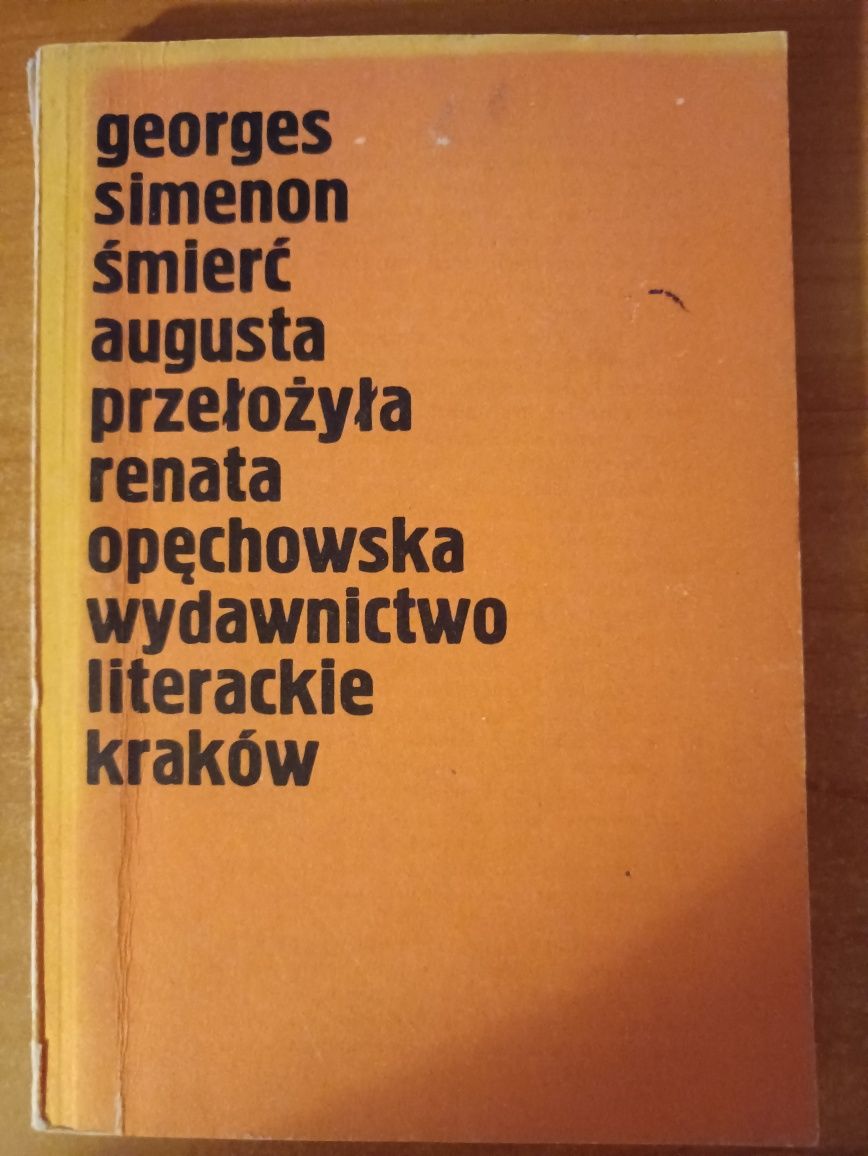 georges
simenon
śmierć
augusta
przełożyła
renata
opęchowska
wydawnictwo
literackie
kraków